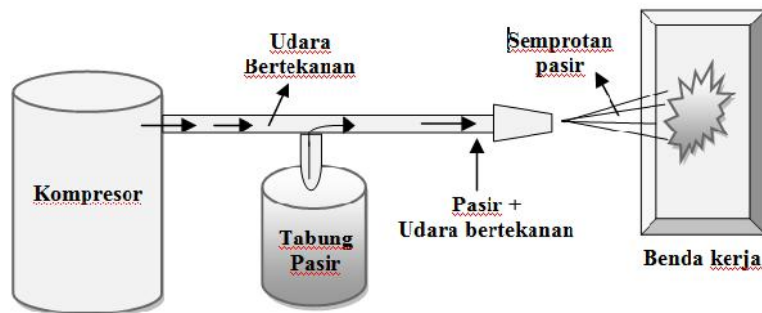 Udara
Bertekanan
Semprotan
pasir
Kompresor
Tabung
Pasir
Pasir +
Udara bertekanan
Benda kerja